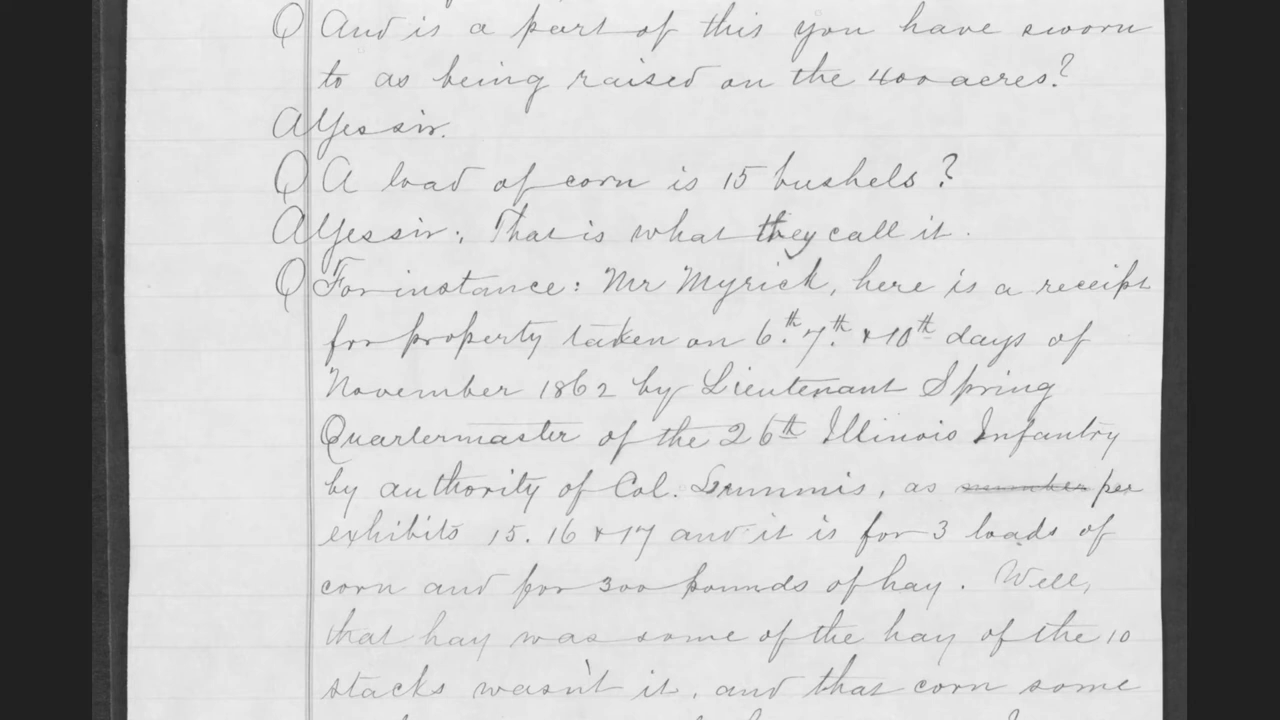 Q And is a part of this you have sworn
to as being raised on the 400 acres?
A Yes sir.
Q A load of corn is 15 bushels?
A Yes sir; That is what they call it.
Q For instance: Mr Myrick, here is a receipt
for property taken on 6th. 7th. & 10th days of
November 1862 by Lieutenant Spring
Quartermaster of the 26th Illinois Infantry
by authority of Col. , as number per
exhibits 15. 16 & 17 and it is for 3 loads of
corn and for 300 pounds of hay. Well,
that hay was some of the hay of the 10
stacks wasn't it, and that corn some